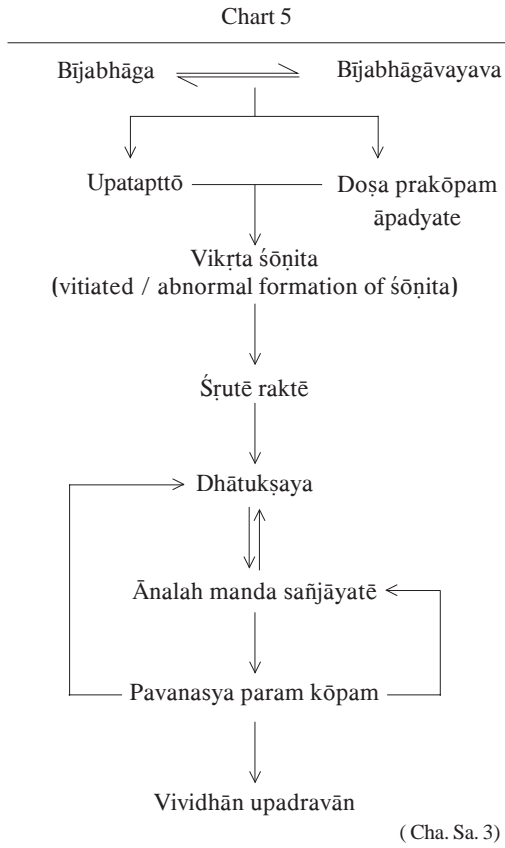 Chart 5
Bījabhāga Bījabhāgāvayava
Upatapttō Doṣa prakōpam
āpadyate
Vikṛta śōṇita
(vitiated / abnormal formation of śōṇita)
Śṛutē raktē
Dhātukṣaya
Ānalah manda sañjāyatē
Pavanasya param kōpam
Vividhān upadravān
( Cha. Sa. 3)